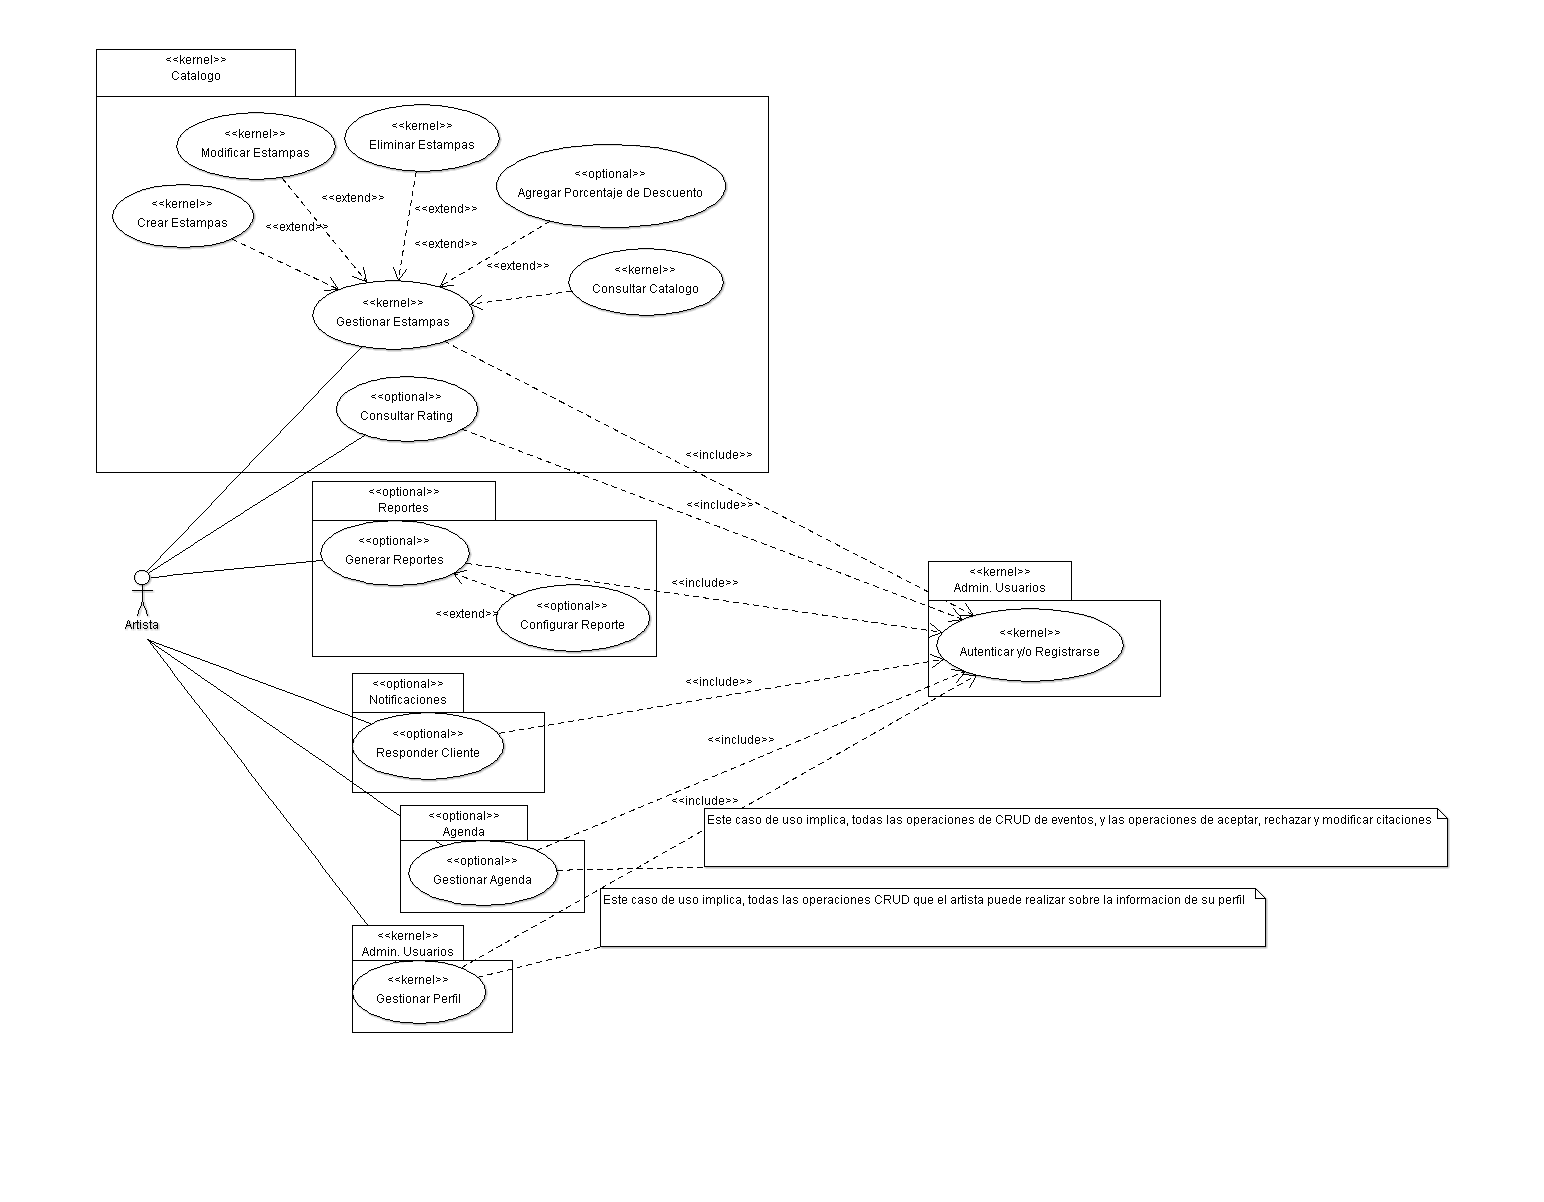 <<kernel>>
Catalogo
<<kernel>>
Modificar Estampas
<<kernel>>
Eliminar Estampas
<<optional>>
Agregar Porcentaje de Descuento
<<kernel>>
Crear Estampas
<<extend>>
<<extend>>
<<extend>>
<<extend>>
<<extend>>
<<kernel>>
Consultar Catalogo
<<kernel>>
Gestionar Estampas
<<optional>>
Consultar Rating
<<include>>
<<include>>
<<optional>>
Reportes
<<optional>>
Generar Reportes
<<include>>
<<extend>>
<<optional>>
Configurar Reporte
Artista
<<kernel>>
Admin. Usuarios
<<kernel>>
Autenticar y/o Registrarse
<<optional>>
Notificaciones
<<optional>>
Responder Cliente
<<include>>
<<include>>
<<include>>
<<optional>>
Agenda
<<optional>>
Gestionar Agenda
Este caso de uso implica, todas las operaciones de CRUD de eventos, y las operaciones de aceptar, rechazar y modificar citaciones
Este caso de uso implica, todas las operaciones CRUD que el artista puede realizar sobre la informacion de su perfil
<<kernel>>
Admin. Usuarios
<<kernel>>
Gestionar Perfil